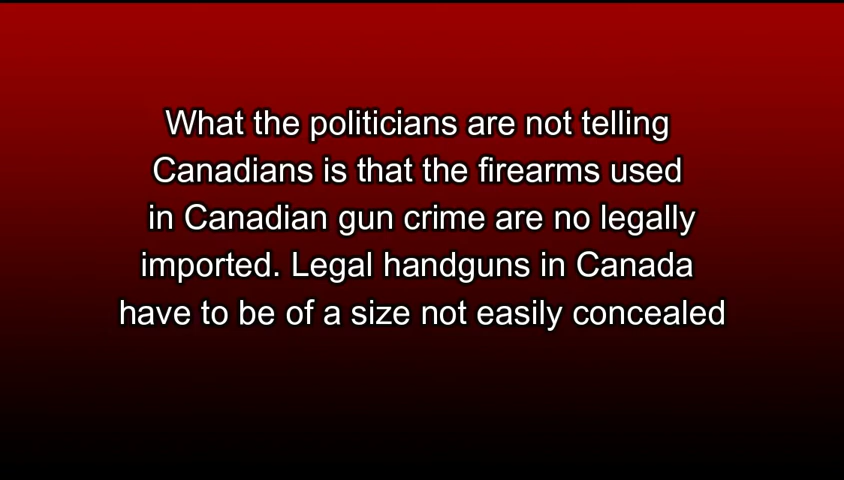 What the politicians are not telling
Canadians is that the firearms used
in Canadian gun crime are no legally
imported. Legal handguns in Canada
have to be of a size not easily concealed